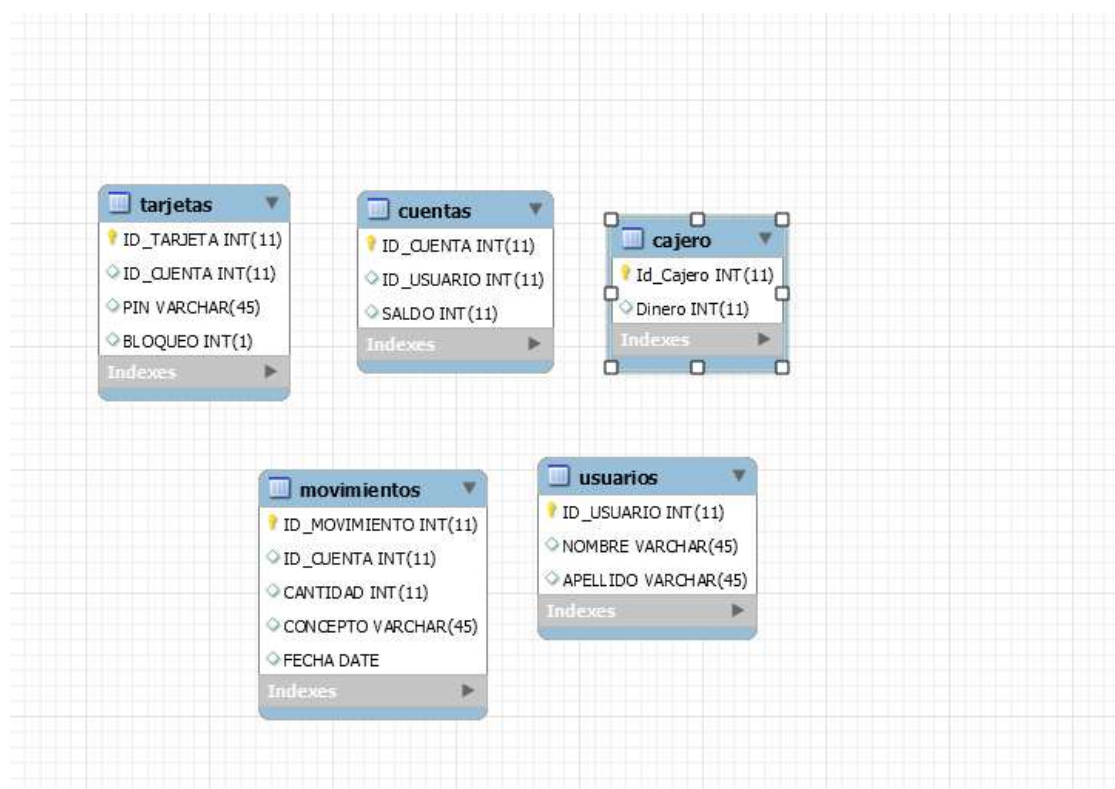 tarjetas
ID_TARJETA INT(11)
ID_CUENTA INT(11)
PIN VARCHAR(45)
BLOQUEO INT(1)
Indexes
cuentas
ID_CUENTA INT(11)
ID_USUARIO INT(11)
SALDO INT(11)
Indexes
cajero
Id_Cajero INT(11)
Dinero INT(11)
Indexes
movimientos
ID_MOVIMIENTO INT(11)
ID_CUENTA INT(11)
CANTIDAD INT(11)
CONCEPTO VARCHAR(45)
FECHA DATE
Indexes
usuarios
ID_USUARIO INT(11)
NOMBRE VARCHAR(45)
APELLIDO VARCHAR(45)
Indexes